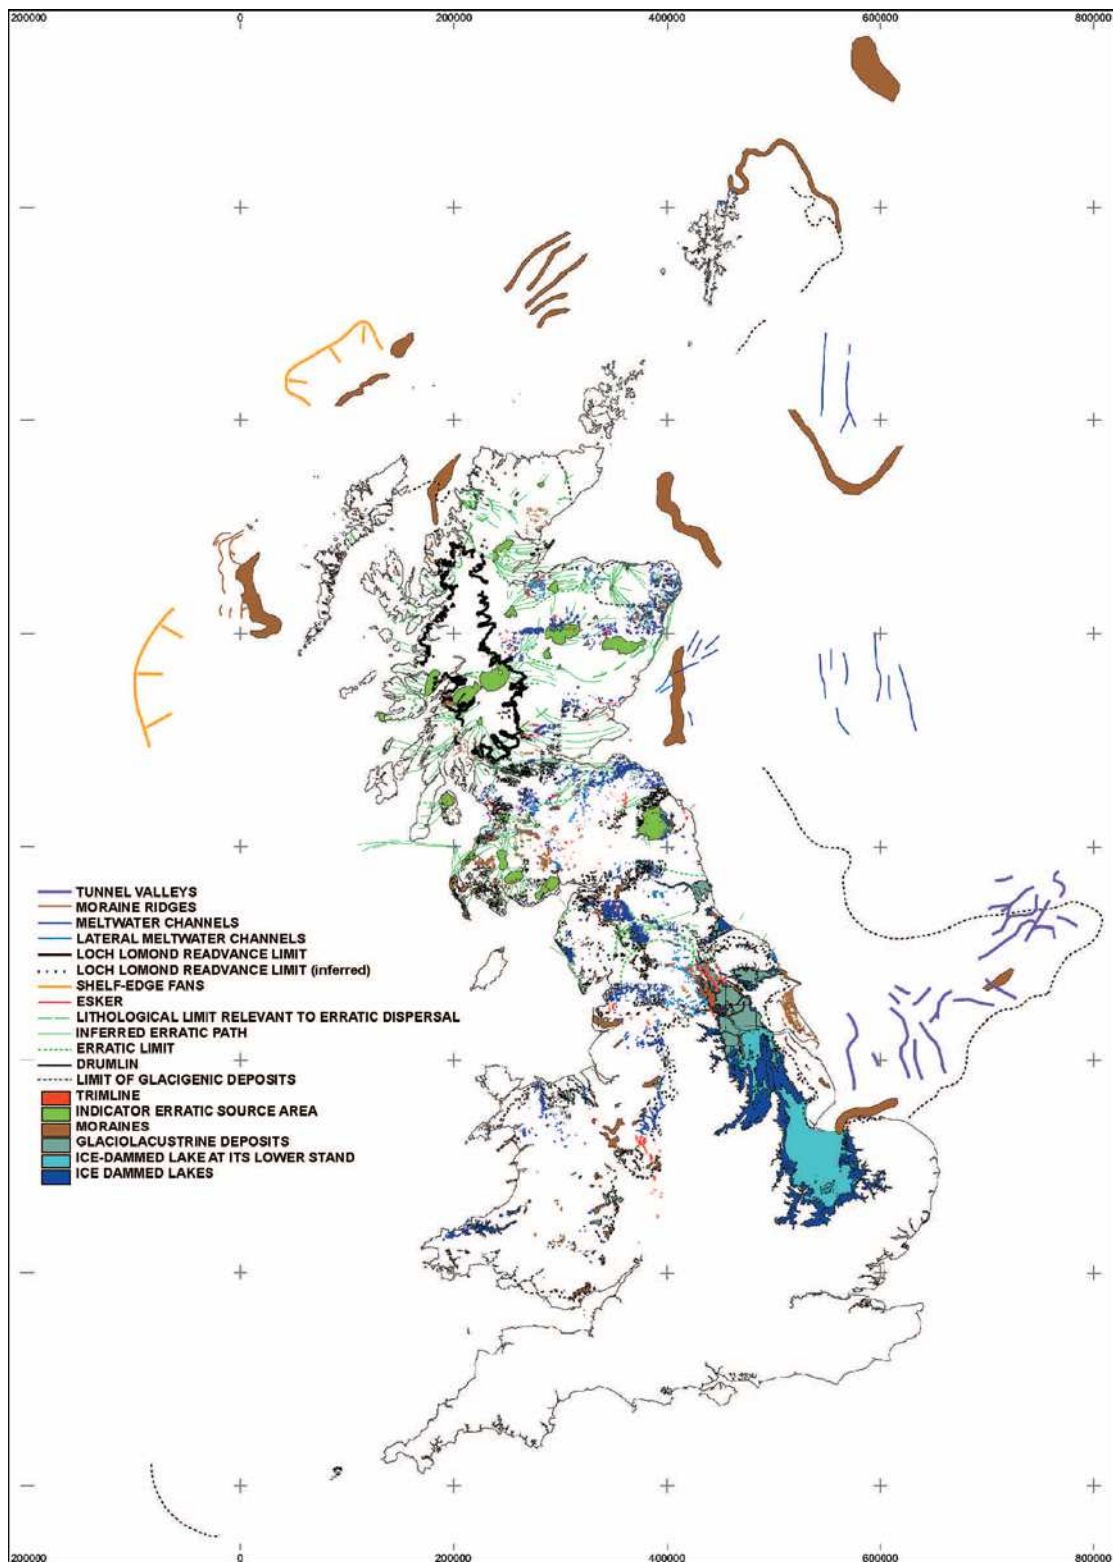 200000 0 200000 400000 600000 800000
TUNNEL VALLEYS
MORAINE RIDGES
MELTWATER CHANNELS
LATERAL MELTWATER CHANNELS
LOCH LOMOND READVANCE LIMIT
LOCH LOMOND READVANCE LIMIT (inferred)
SHELF-EDGE FANS
ESKER
LITHOLOGICAL LIMIT RELEVANT TO ERRATIC DISPERSAL
INFERRED ERRATIC PATH
ERRATIC LIMIT
DRUMLIN
LIMIT OF GLACIGENIC DEPOSITS
TRIMLINE
INDICATOR ERRATIC SOURCE AREA
MORAINES
GLACIOLACUSTRINE DEPOSITS
ICE-DAMMED LAKE AT ITS LOWER STAND
ICE DAMMED LAKES
200000 0 200000 400000 600000 800000